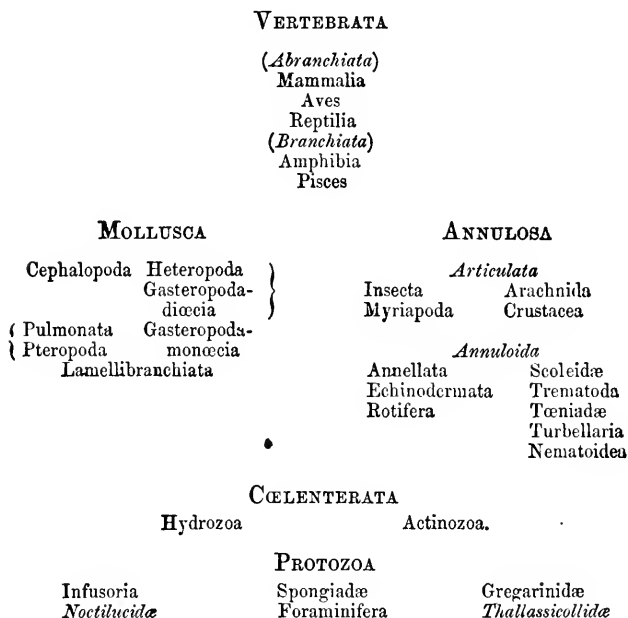 VERTEBRATA
(Abranchiata)
Mammalia
Aves
Reptilia
(Branchiata)
Amphibia
Pisces
MOLLUSCA
Cephalopoda Heteropoda }
Gasteropoda-
diœcia
{ Pulmonata Gasteropoda-
Pteropoda monœcia
Lamellibranchiata
ANNULOSA
Articulata
Insecta Arachnida
Myriapoda Crustacea
Annuloida
Annellata Scoleidæ
Echinodermata Trematoda
Rotifera Tœniadæ
Turbellaria
Nematoidea
CŒLENTERATA
Hydrozoa Actinozoa.
PROTOZOA
Infusoria Spongiadæ Gregarinidæ
Noctilucidæ Foraminifera Thallassicollidæ